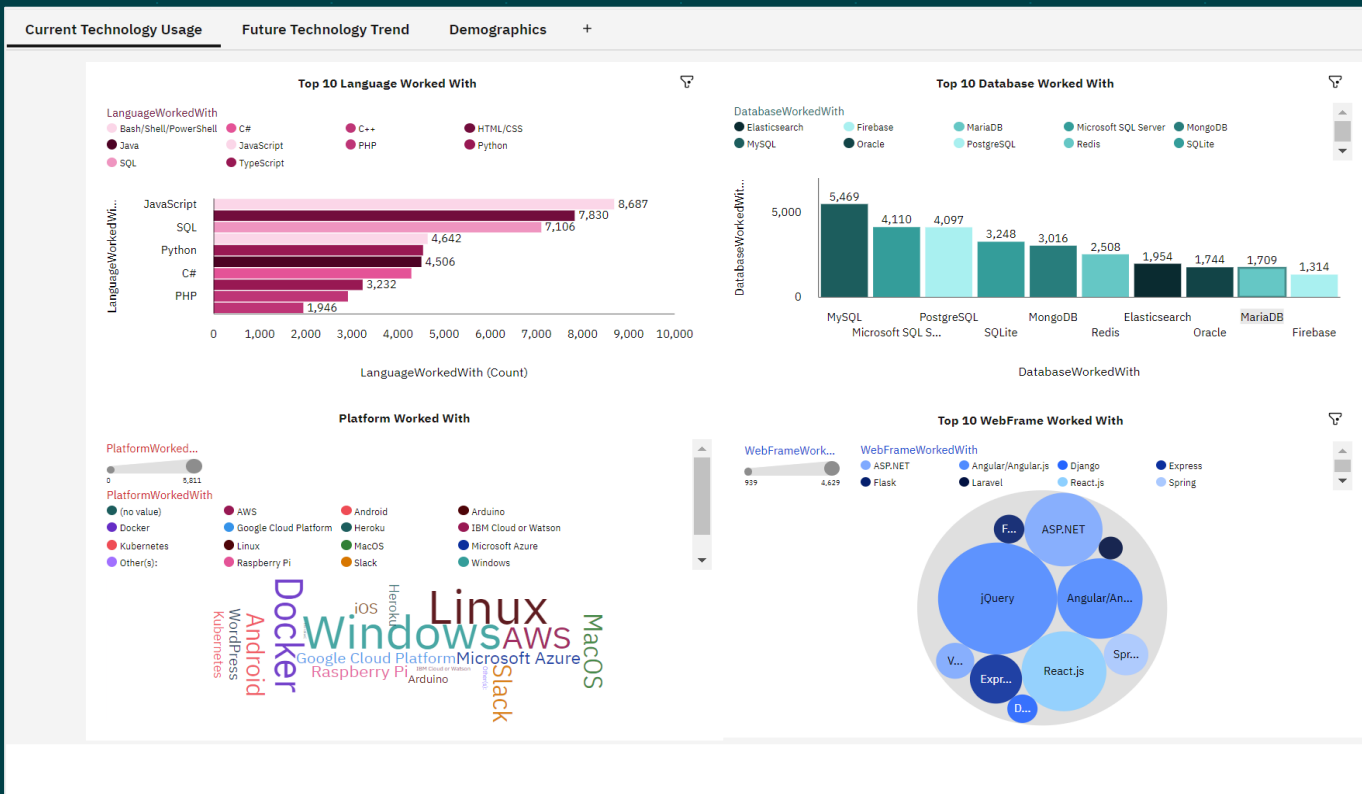 Current Technology Usage Future Technology Trend Demographics +
Top 10 Language Worked With
LanguageWorkedWith
Bash/Shell/PowerShell C# C++ HTML/CSS
Java JavaScript PHP Python
SQL TypeScript
LanguageWorkedWi...
JavaScript 8,687
7,830
SQL 7,106
4,642
Python
4,506
C#
3,232
PHP
1,946
0 1,000 2,000 3,000 4,000 5,000 6,000 7,000 8,000 9,000 10,000
LanguageWorkedWith (Count)
Top 10 Database Worked With
DatabaseWorkedWith
Elasticsearch Firebase MariaDB Microsoft SQL Server MongoDB
MySQL Oracle PostgreSQL Redis SQLite
DatabaseWorkedWit...
5,000
0
5,469 4,110 4,097 3,248 3,016 2,508 1,954 1,744 1,709 1,314
MySQL PostgreSQL MongoDB Elasticsearch MariaDB
Microsoft SQL S... SQLite Redis Oracle Firebase
DatabaseWorkedWith
Platform Worked With
PlatformWorked...
0 5,811
PlatformWorkedWith
(no value) AWS Android Arduino
Docker Google Cloud Platform Heroku IBM Cloud or Watson
Kubernetes Linux MacOS Microsoft Azure
Other(s): Raspberry Pi Slack Windows
Kubernetes
WordPress
Android
Docker
iOS
Heroku
Linux
Windows
AWS
MacOS
Google Cloud Platform
Microsoft Azure
Raspberry Pi
IBM Cloud or Watson
Arduino
Other(s):
Slack
Top 10 WebFrame Worked With
WebFrameWork...
939 4,629
WebFrameWorkedWith
ASP.NET Angular/Angular.js Django Express
Flask Laravel React.js Spring
F...
ASP.NET
jQuery
Angular/An...
V...
Expr...
React.js
Spr...
D...